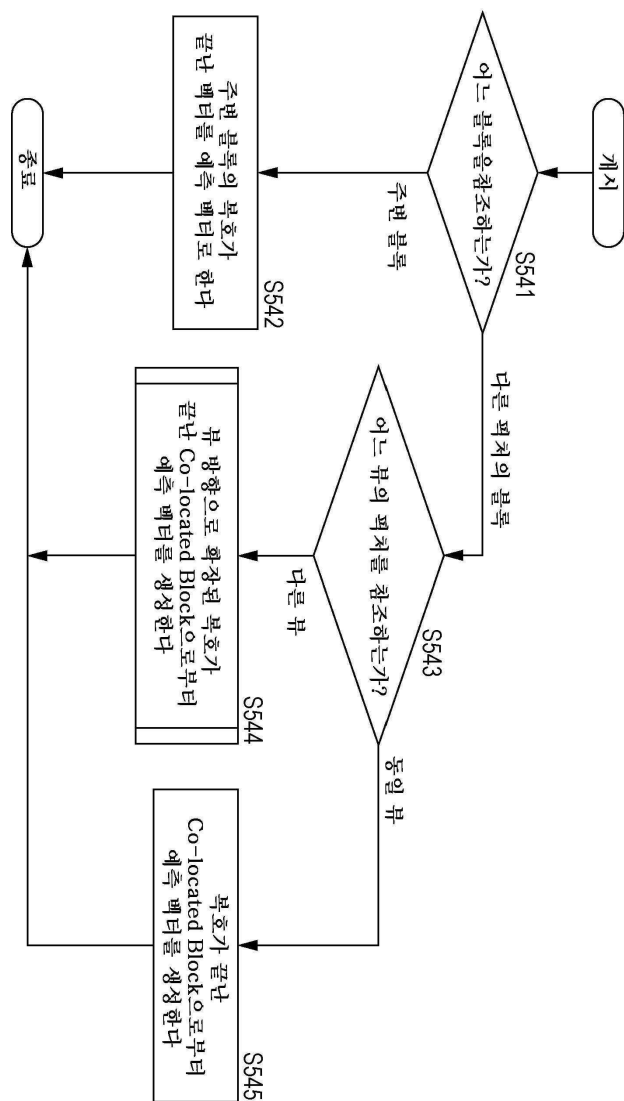 개시
S541
어느 블록을참조하는가?
주변 블록
다른 픽처의 블록
S542
주변 블록의 복호가
끝난 벡터를 예측 벡터로 한다
S543
어느 뷰의 픽처를 참조하는가?
다른 뷰
동일 뷰
S544
뷰 방향으로 확장된 복호가
끝난 Co-located Block으로부터
예측 벡터를 생성한다
S545
복호가 끝난
Co-located Block으로부터
예측 벡터를 생성한다
종료